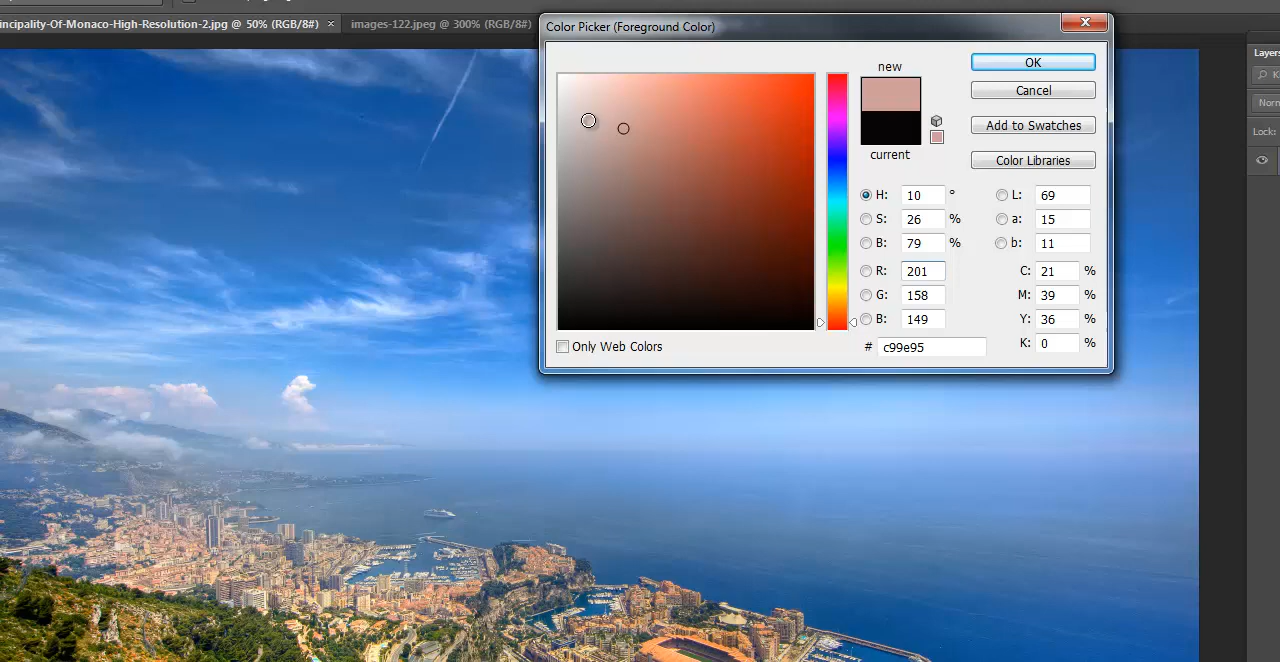 incipality-Of-Monaco-High-Resolution-2.jpg @ 50% (RGB/8#) × images-122.jpeg @ 300% (RGB/8#)
Color Picker (Foreground Color)
new
current
OK
Cancel
Add to Swatches
Color Libraries
H: 10 °
S: 26 %
B: 79 %
R: 201
G: 158
B: 149
L: 69
a: 15
b: 11
C: 21 %
M: 39 %
Y: 36 %
K: 0 %
# c99e95
Only Web Colors
Layers
K
Norm
Lock: